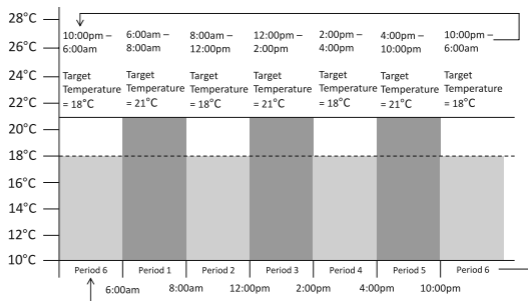 28°C
26°C
24°C
22°C
20°C
18°C
16°C
14°C
12°C
10°C
10:00pm –
6:00am
6:00am –
8:00am
8:00am –
12:00pm
12:00pm –
2:00pm
2:00pm –
4:00pm
4:00pm –
10:00pm
10:00pm –
6:00am
Target
Temperature
= 18°C
Target
Temperature
= 21°C
Target
Temperature
= 18°C
Target
Temperature
= 21°C
Target
Temperature
= 18°C
Target
Temperature
= 21°C
Target
Temperature
= 18°C
Period 6
Period 1
Period 2
Period 3
Period 4
Period 5
Period 6
6:00am
8:00am
12:00pm
2:00pm
4:00pm
10:00pm